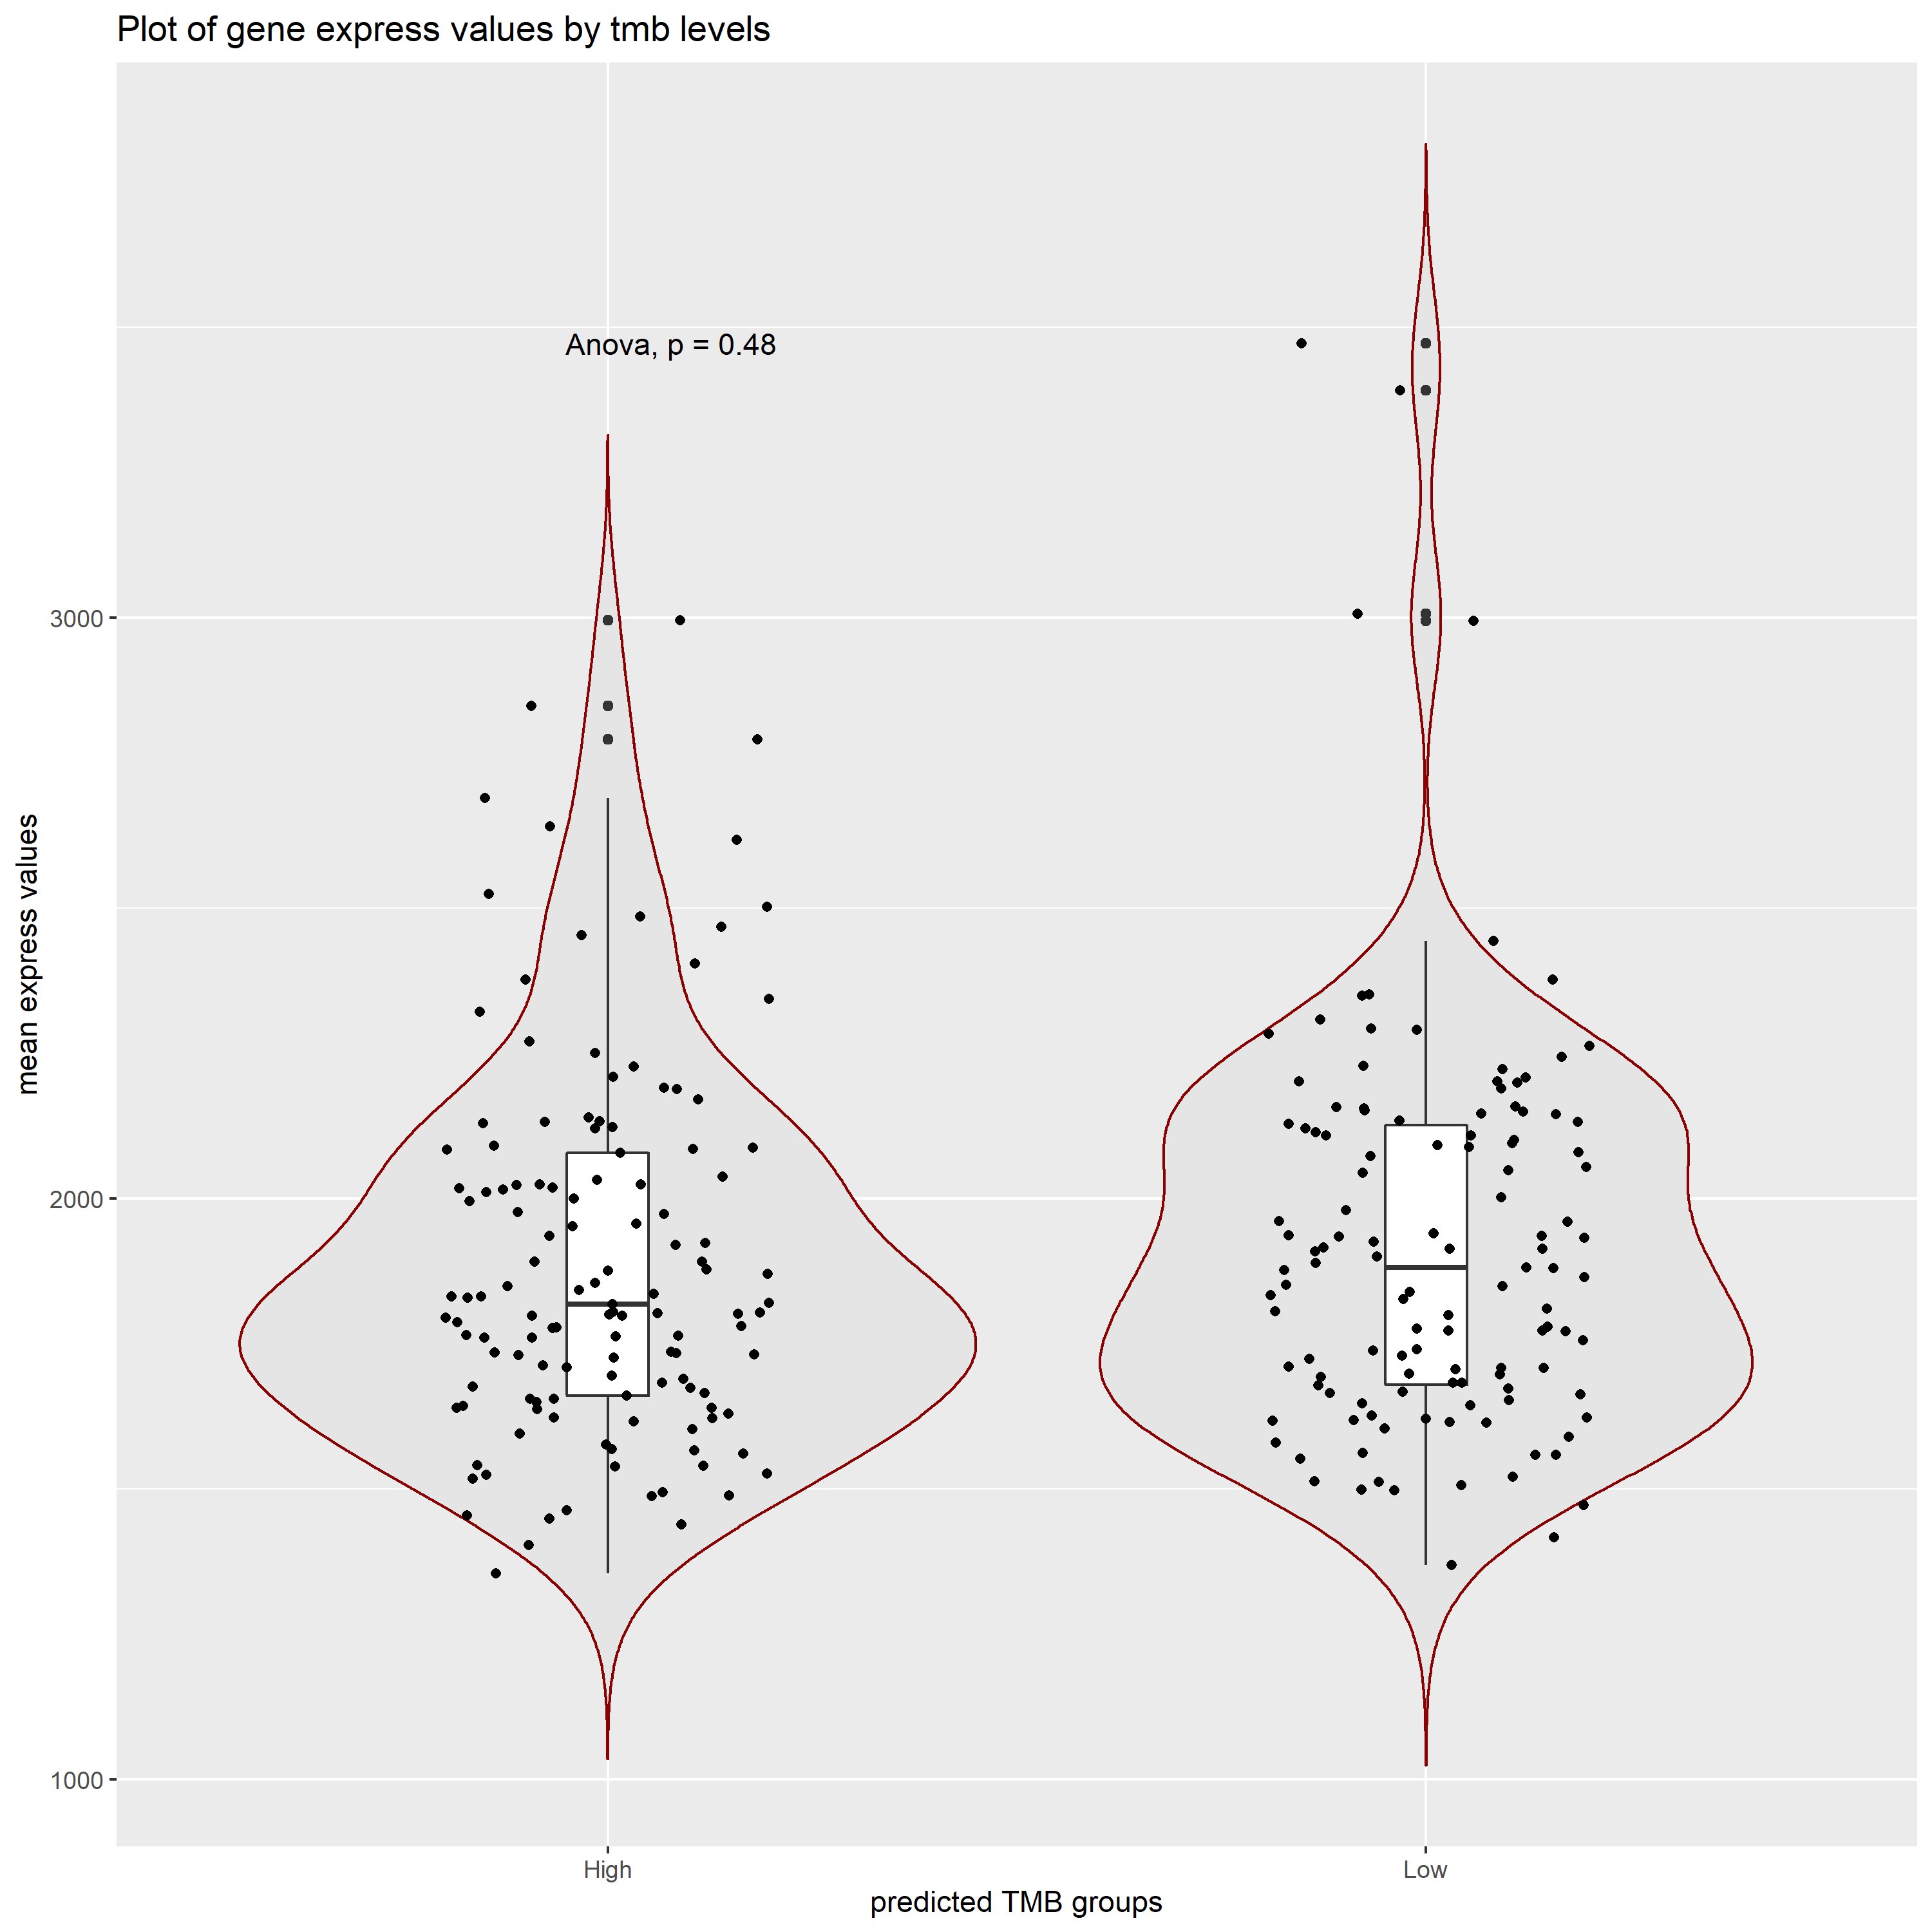 Plot of gene express values by tmb levels
Anova, p = 0.48
3000
2000
1000
mean express values
High
Low
predicted TMB groups